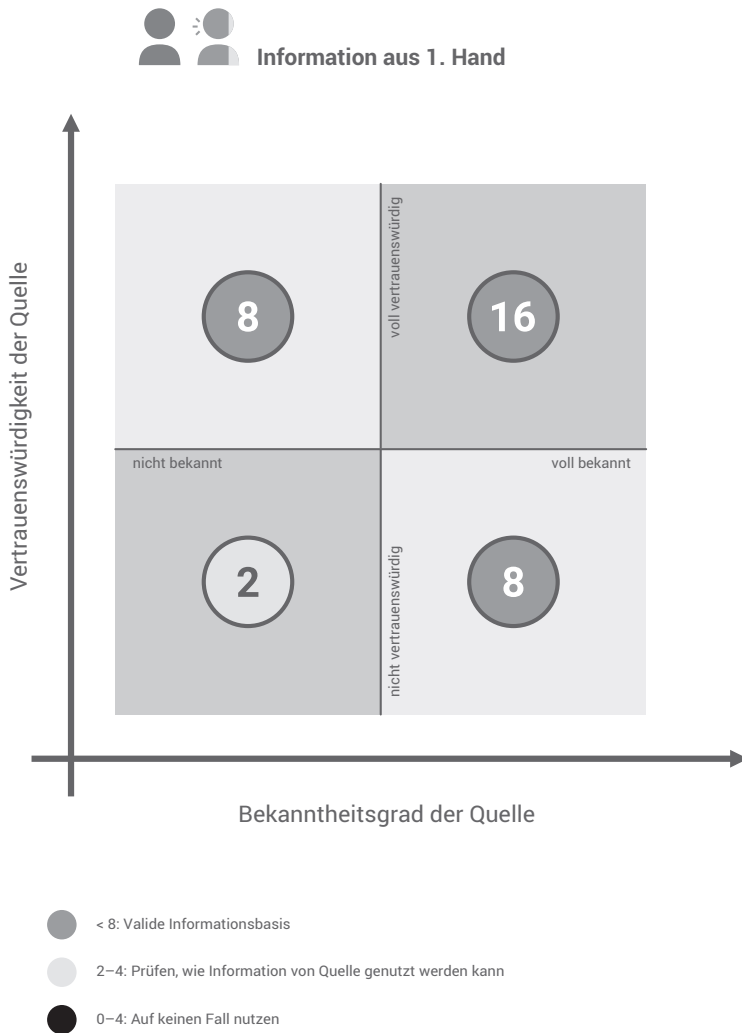 Information aus 1. Hand
Vertrauenswürdigkeit der Quelle
voll vertrauenswürdig
8
16
nicht bekannt
voll bekannt
2
nicht vertrauenswürdig
8
Bekanntheitsgrad der Quelle
< 8: Valide Informationsbasis
2–4: Prüfen, wie Information von Quelle genutzt werden kann
0–4: Auf keinen Fall nutzen